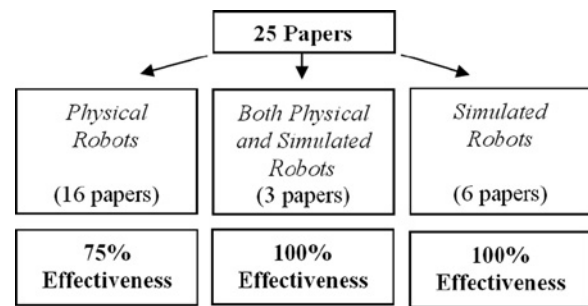 25 Papers
Physical
Robots
(16 papers)
Both Physical
and Simulated
Robots
(3 papers)
Simulated
Robots
(6 papers)
75%
Effectiveness
100%
Effectiveness
100%
Effectiveness